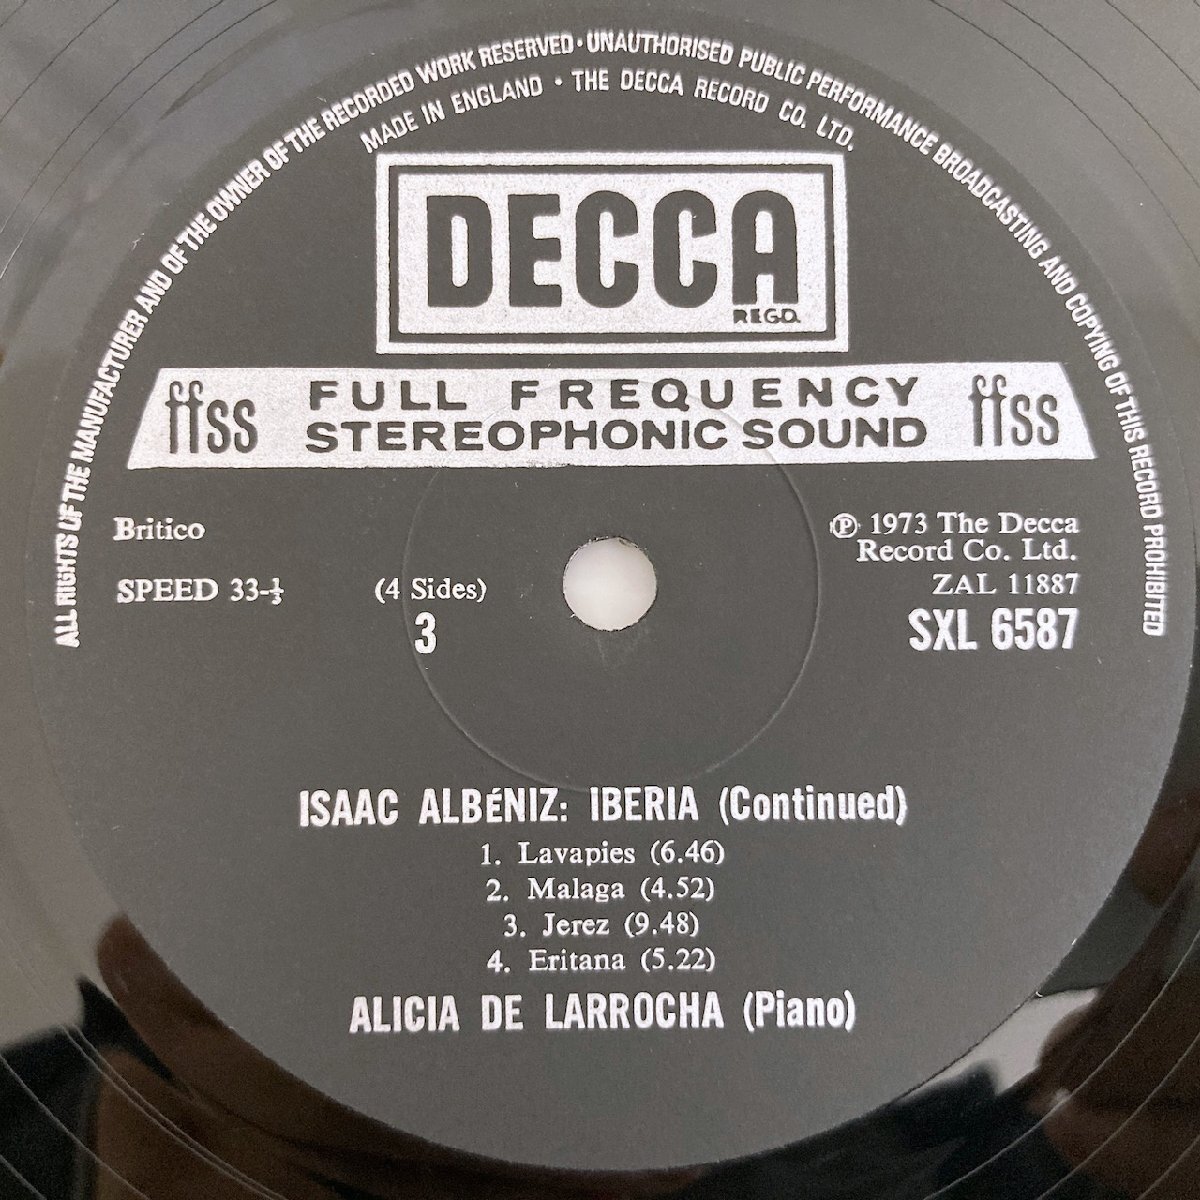 ALL RIGHTS OF THE MANUFACTURER AND OF THE OWNER OF THE RECORDED WORK RESERVED · UNAUTHORISED PUBLIC PERFORMANCE BROADCASTING AND COPYING OF THIS RECORD PROHIBITED
MADE IN ENGLAND · THE DECCA RECORD CO. LTD.
DECCA
REGD.
ffss FULL FREQUENCY ffss
STEREOPHONIC SOUND
Britico
℗ 1973 The Decca
Record Co. Ltd.
SPEED 33-⅓
(4 Sides)
ZAL 11887
3
SXL 6587
ISAAC ALBéNIZ: IBERIA (Continued)
1. Lavapies (6.46)
2. Malaga (4.52)
3. Jerez (9.48)
4. Eritana (5.22)
ALICIA DE LARROCHA (Piano)